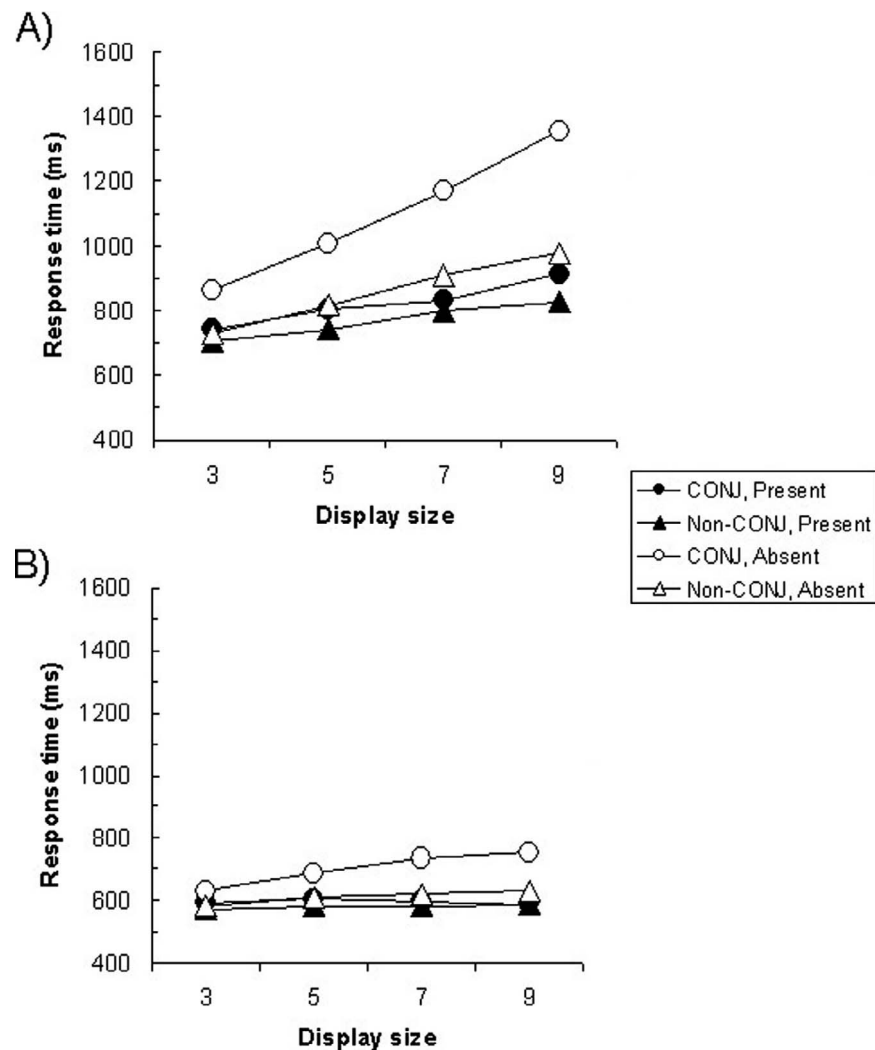 A)
1600
1400
1200
1000
800
600
400
Response time (ms)
3 5 7 9
Display size
CONJ, Present
Non-CONJ, Present
CONJ, Absent
Non-CONJ, Absent
B)
1600
1400
1200
1000
800
600
400
Response time (ms)
3 5 7 9
Display size